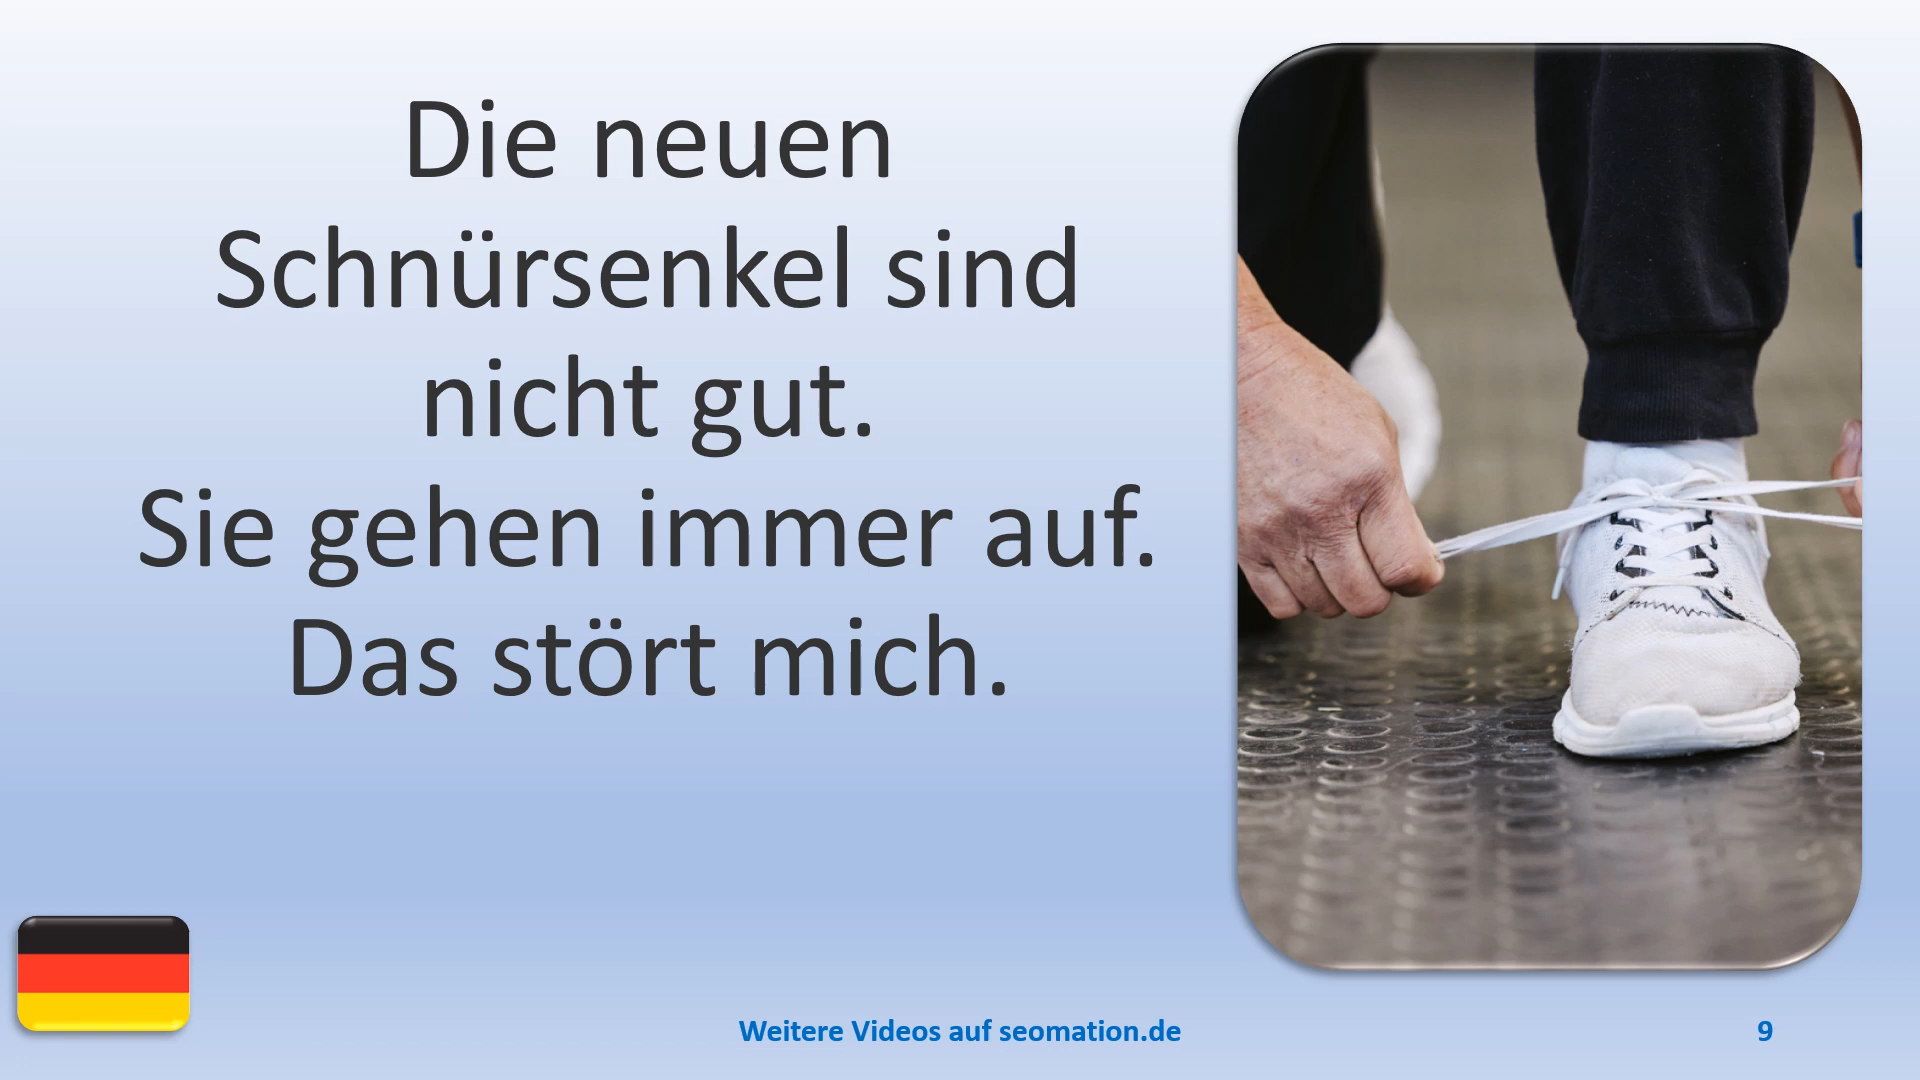 Die neuen
Schnürsenkel sind
nicht gut.
Sie gehen immer auf.
Das stört mich.
Weitere Videos auf seomation.de
9